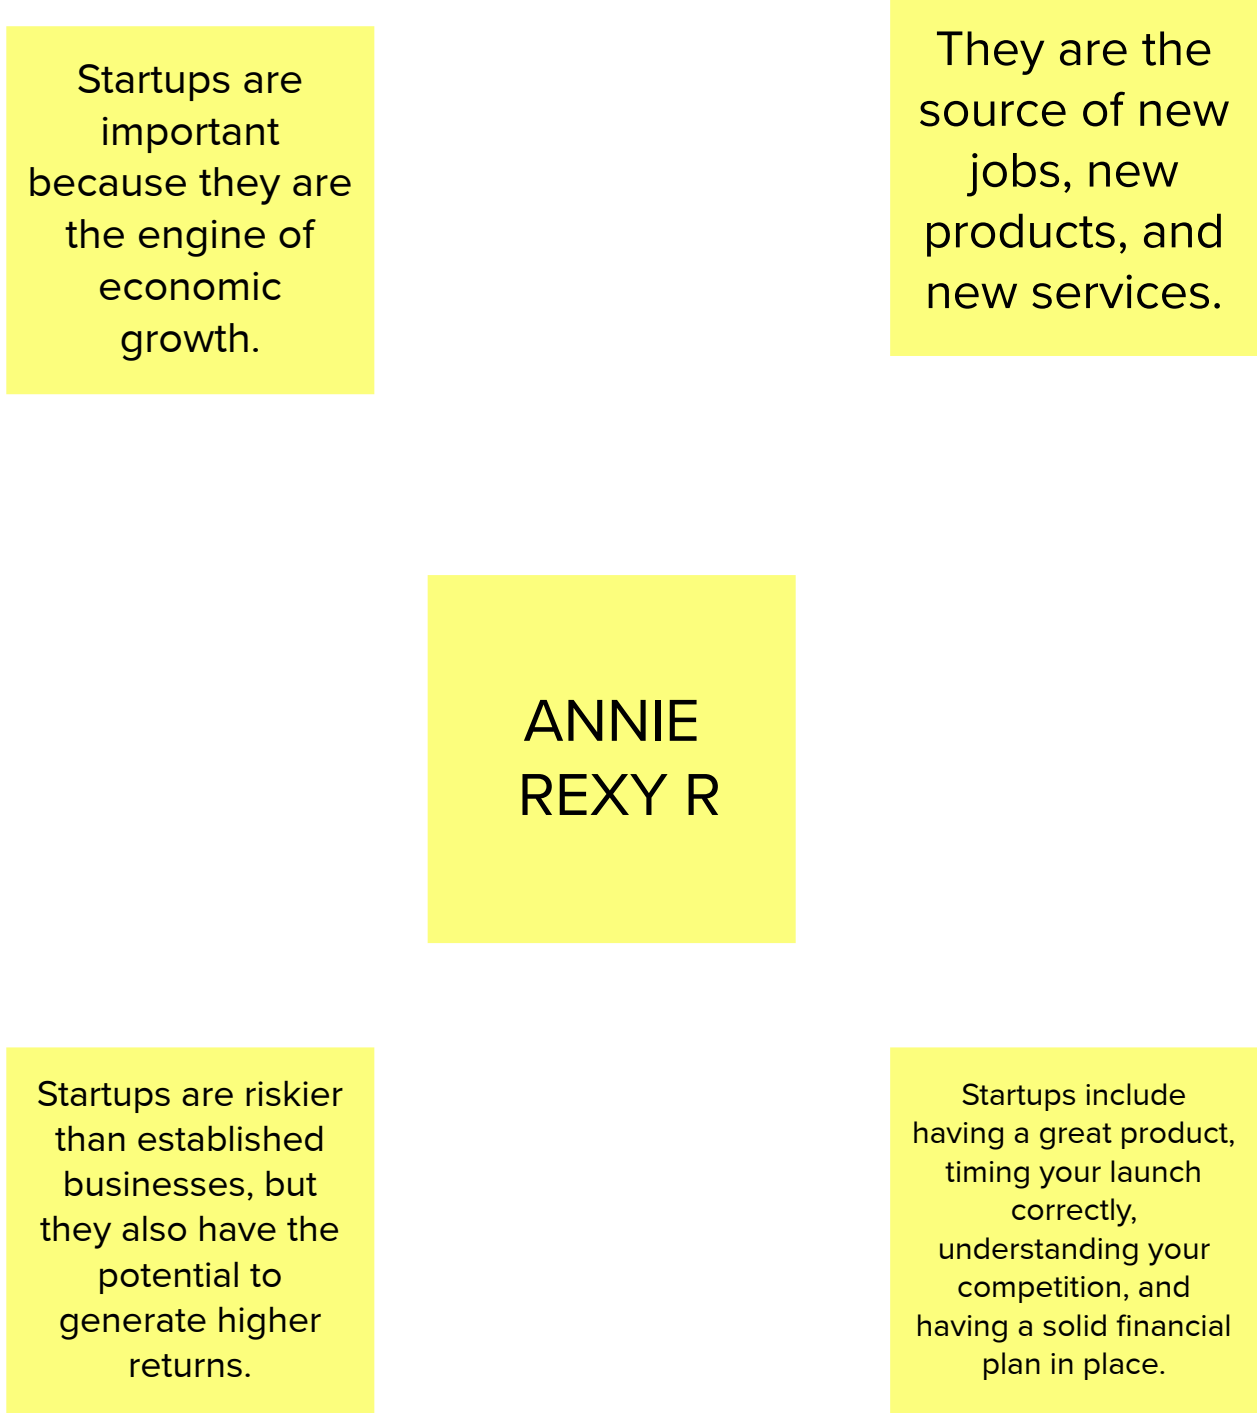 Startups are
important
because they are
the engine of
economic
growth.
They are the
source of new
jobs, new
products, and
new services.
ANNIE
REXY R
Startups are riskier
than established
businesses, but
they also have the
potential to
generate higher
returns.
Startups include
having a great product,
timing your launch
correctly,
understanding your
competition, and
having a solid financial
plan in place.